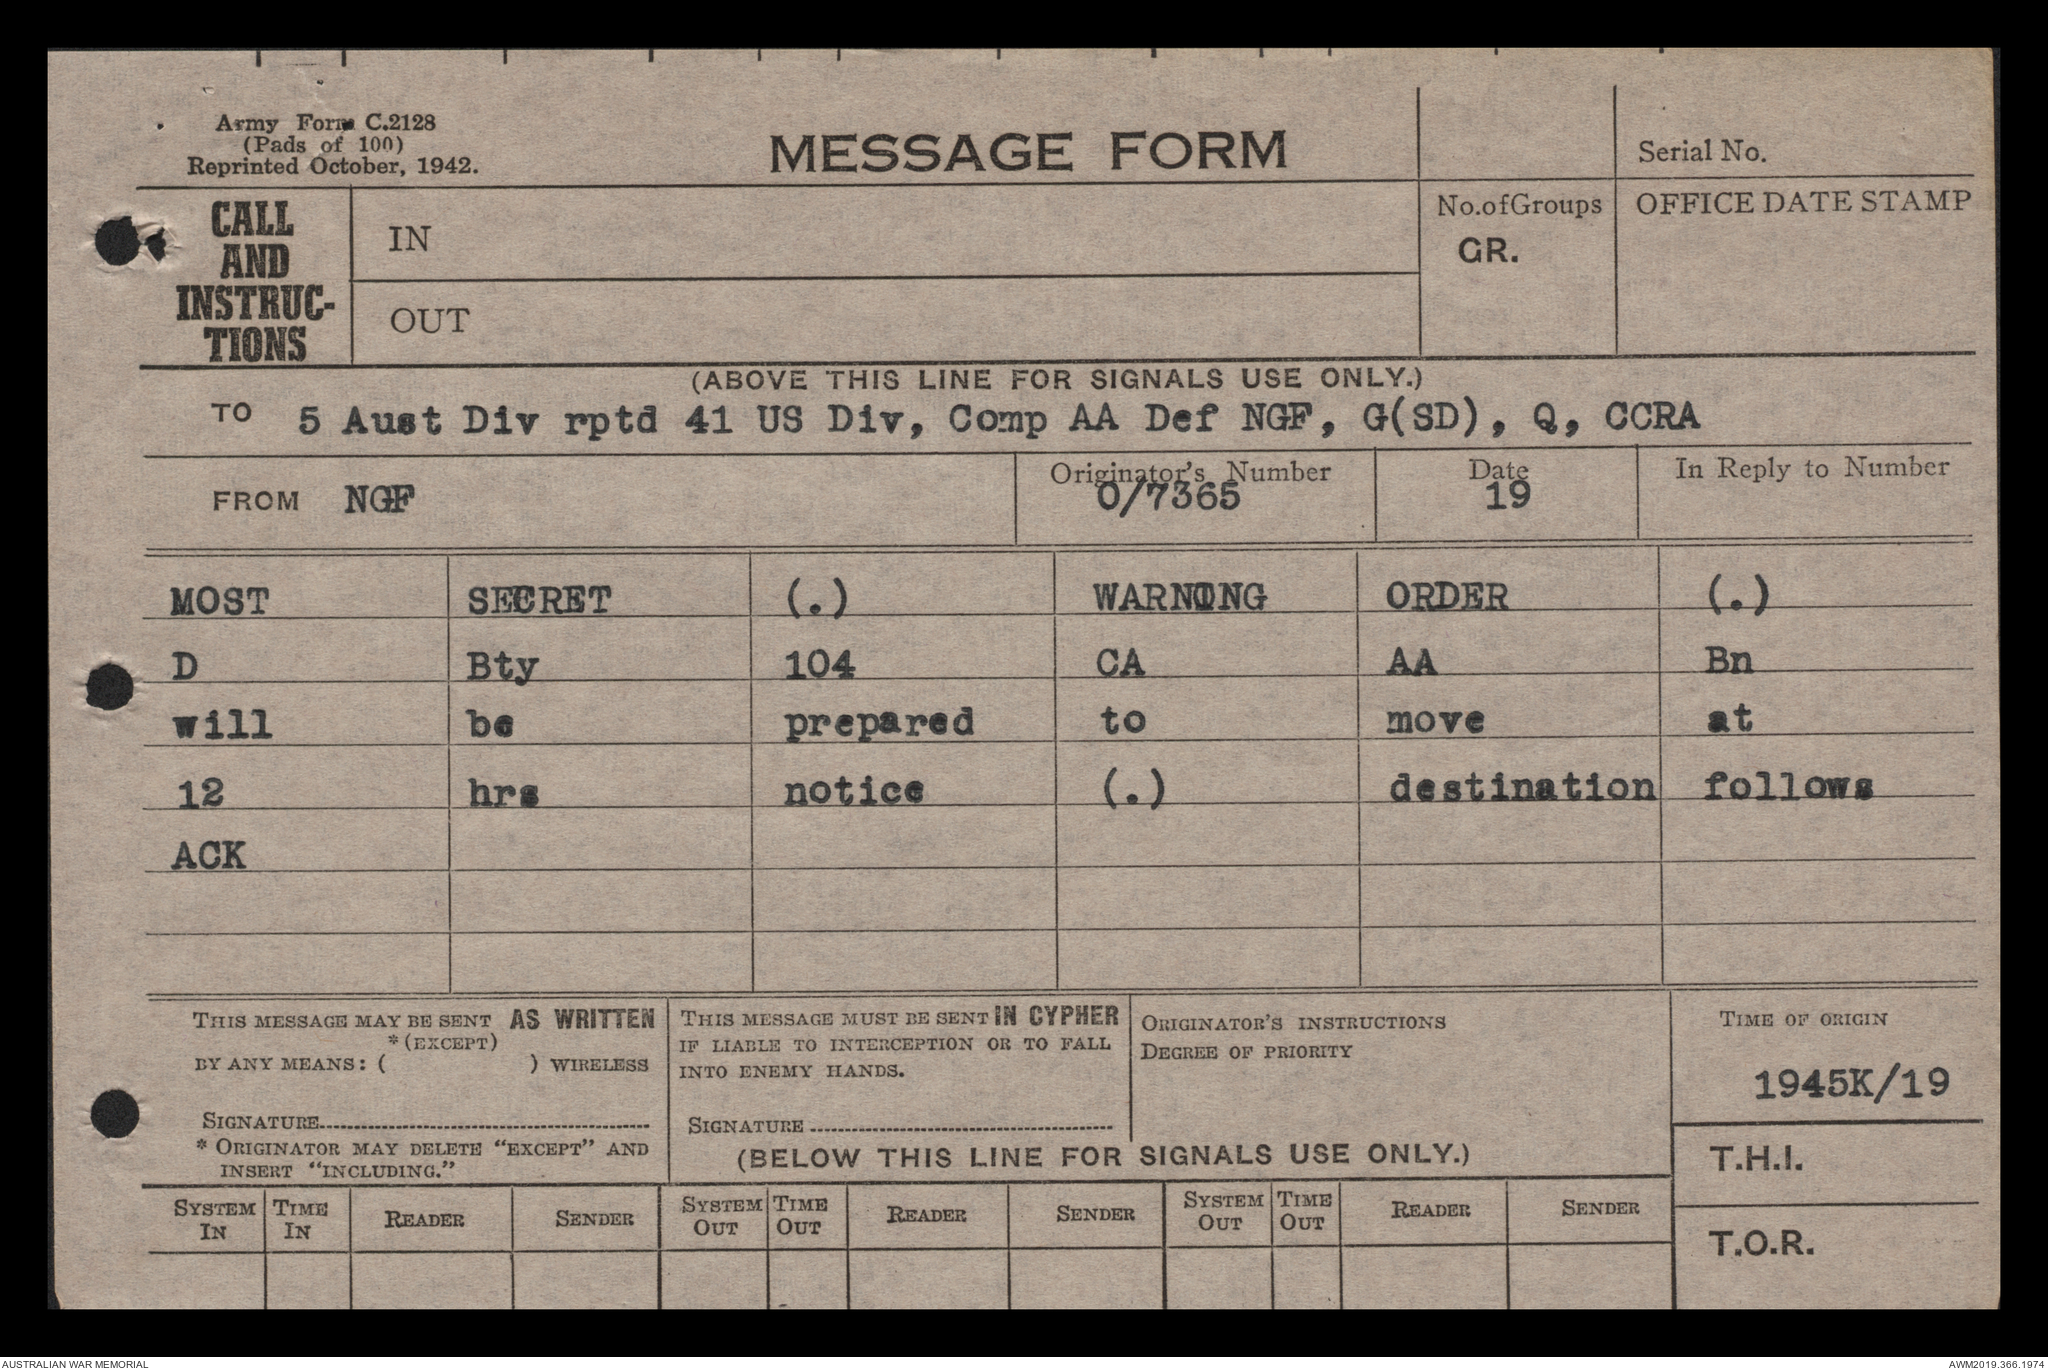 Army Form C.2128
(Pads of 100)
Reprinted October, 1942.
MESSAGE FORM
Serial No.
CALL
AND
INSTRUC-
TIONS
IN
No.ofGroups
GR.
OFFICE DATE STAMP
OUT
(ABOVE THIS LINE FOR SIGNALS USE ONLY.)
TO 5 Aust Div rptd 41 US Div, Comp AA Def NGF, G(SD), Q, CCRA
FROM NGF
Originator's Number
0/7365
Date
19
In Reply to Number
MOST SECRET (.) WARNING ORDER (.)
D Bty 104 CA AA Bn
will be prepared to move at
12 hrs notice (.) destination follows
ACK
THIS MESSAGE MAY BE SENT AS WRITTEN
*(EXCEPT)
BY ANY MEANS: ( ) WIRELESS
SIGNATURE
* ORIGINATOR MAY DELETE "EXCEPT" AND
INSERT "INCLUDING."
THIS MESSAGE MUST BE SENT IN CYPHER
IF LIABLE TO INTERCEPTION OR TO FALL
INTO ENEMY HANDS.
SIGNATURE
ORIGINATOR'S INSTRUCTIONS
DEGREE OF PRIORITY
TIME OF ORIGIN
1945K/19
(BELOW THIS LINE FOR SIGNALS USE ONLY.)
T.H.I.
SYSTEM IN
TIME IN
READER
SENDER
SYSTEM OUT
TIME OUT
READER
SENDER
SYSTEM OUT
TIME OUT
READER
SENDER
T.O.R.
AUSTRALIAN WAR MEMORIAL
AWM2019.366.1974